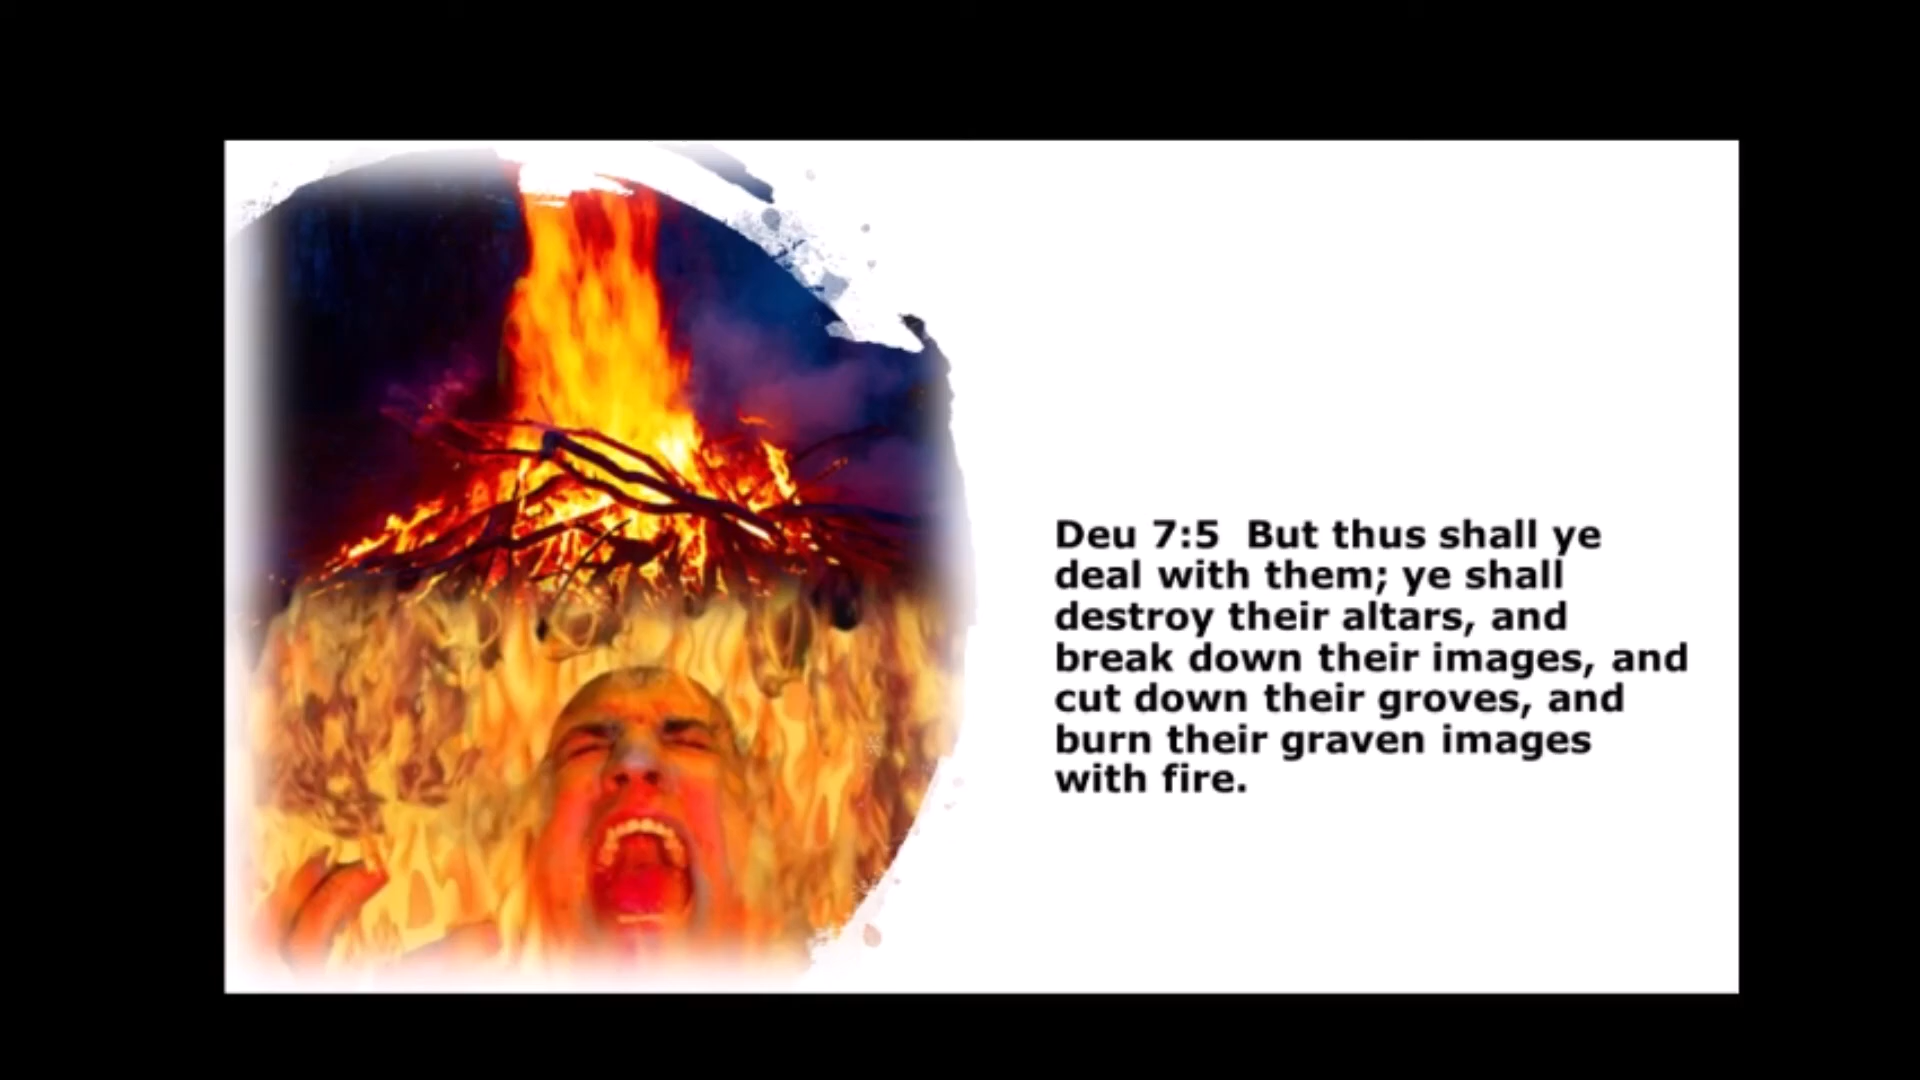 Deu 7:5  But thus shall ye
deal with them; ye shall
destroy their altars, and
break down their images, and
cut down their groves, and
burn their graven images
with fire.